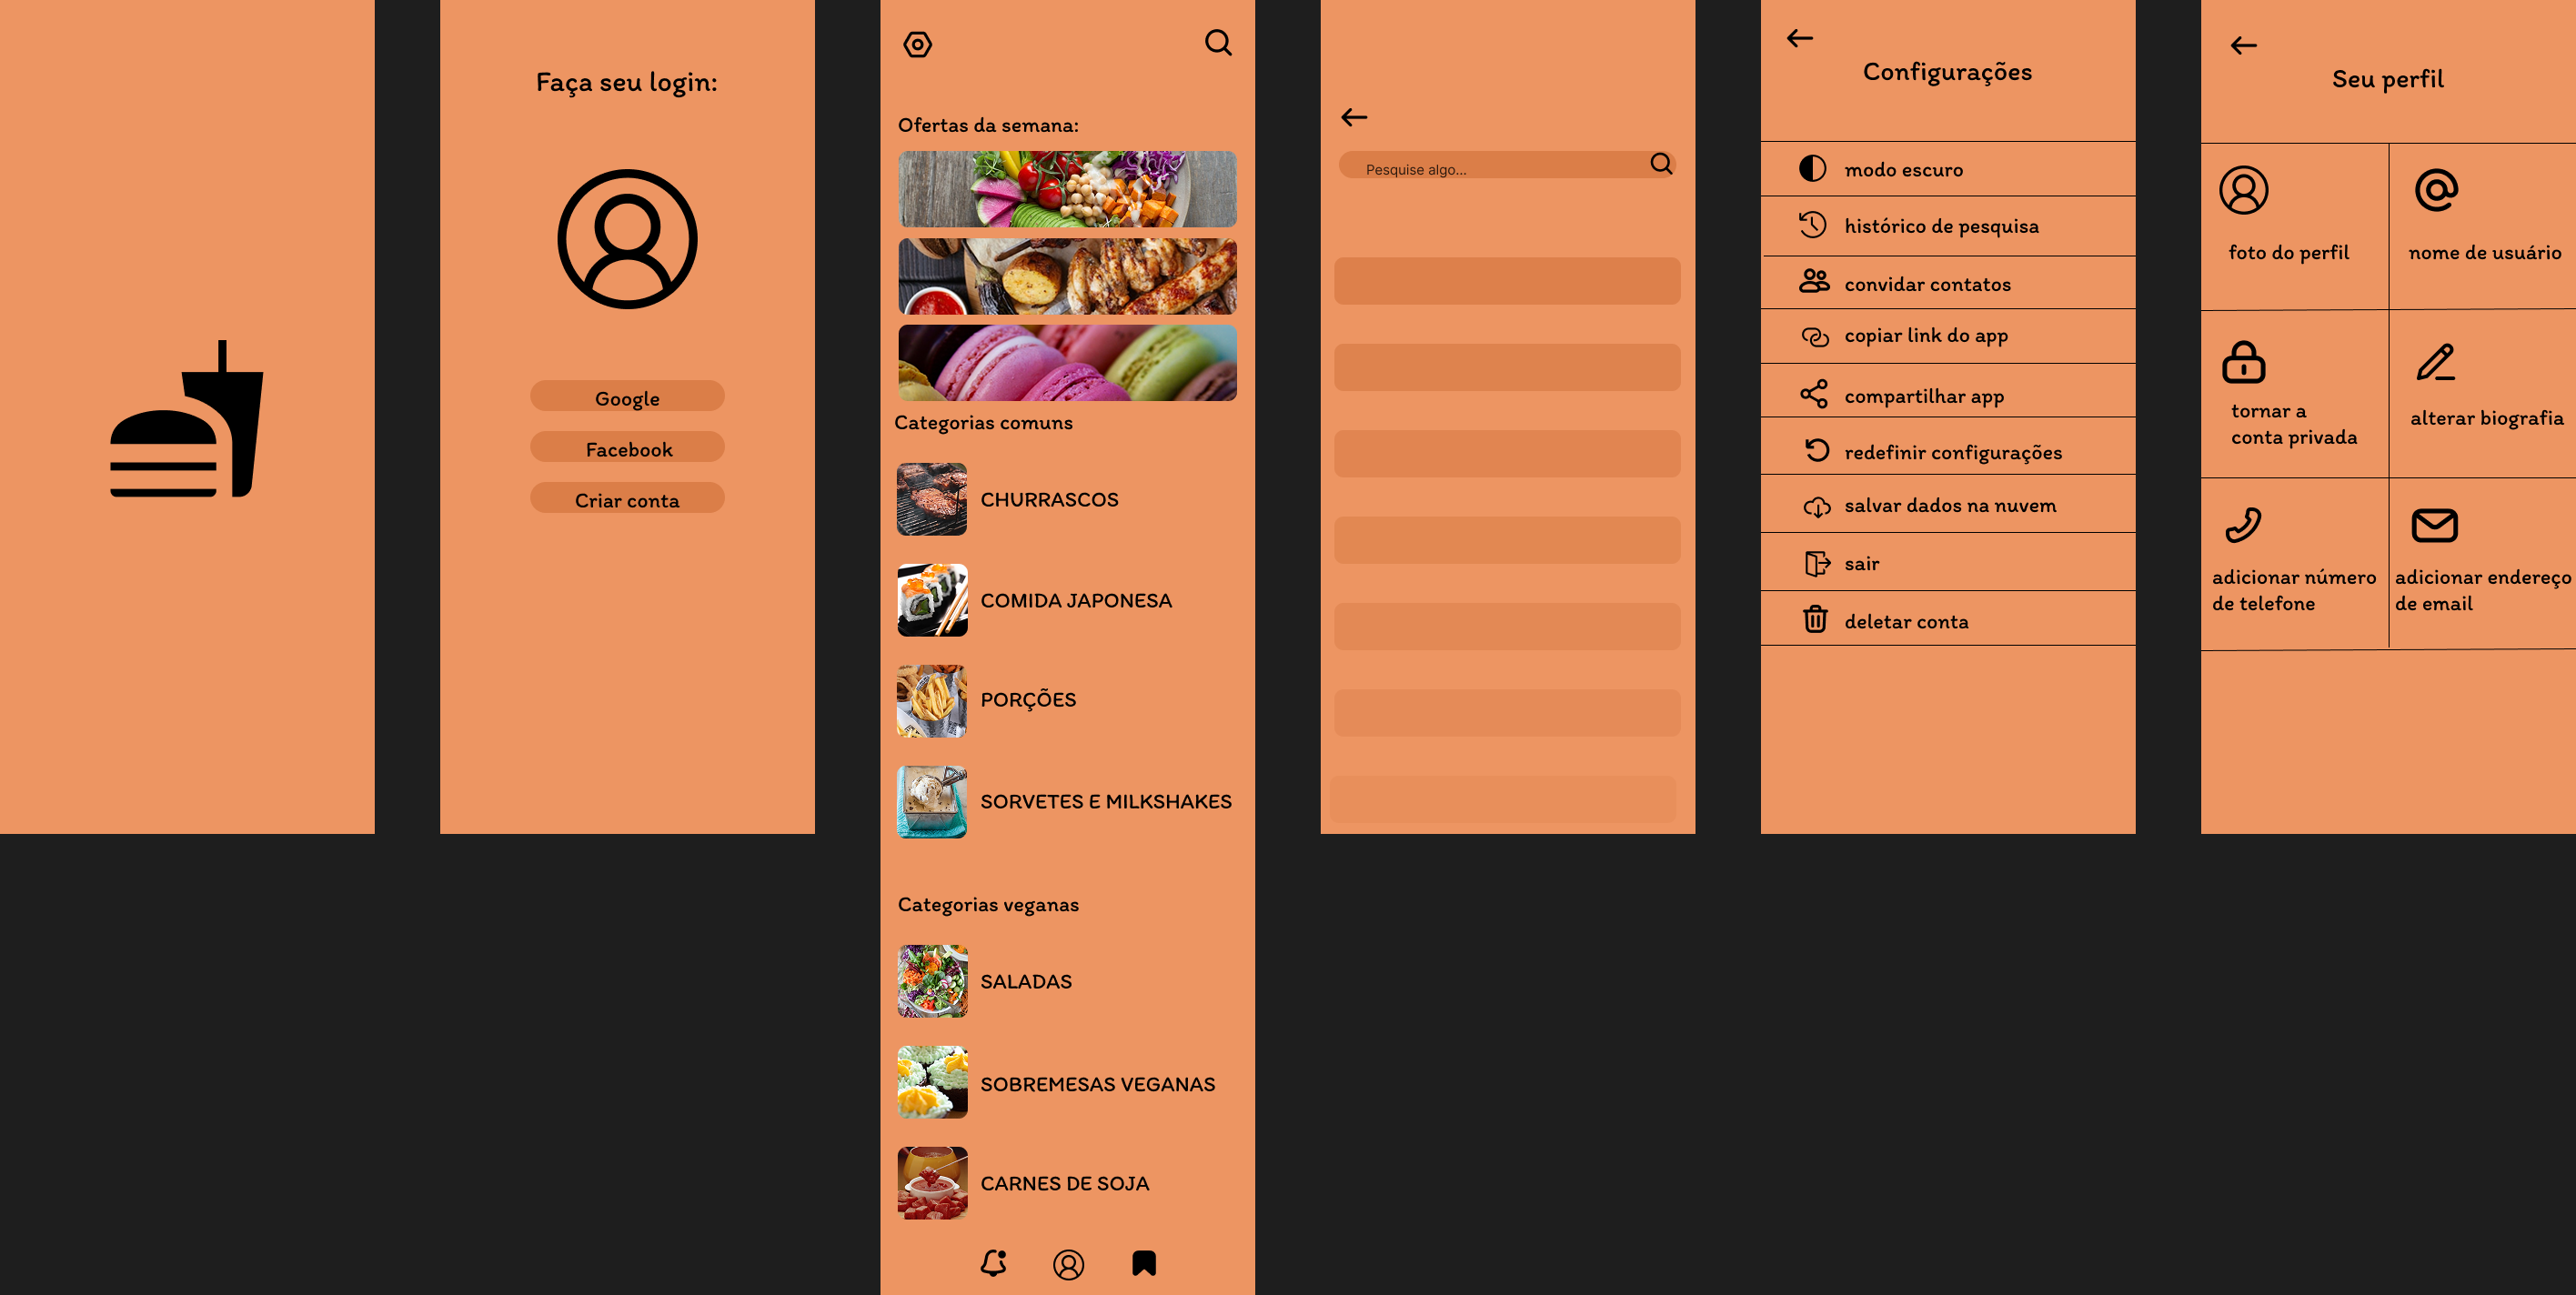 Faça seu login:
Google
Facebook
Criar conta
Ofertas da semana:
Categorias comuns
CHURRASCOS
COMIDA JAPONESA
PORÇÕES
SORVETES E MILKSHAKES
Categorias veganas
SALADAS
SOBREMESAS VEGANAS
CARNES DE SOJA
Pesquise algo...
Configurações
modo escuro
histórico de pesquisa
convidar contatos
copiar link do app
compartilhar app
redefinir configurações
salvar dados na nuvem
sair
deletar conta
Seu perfil
foto do perfil
nome de usuário
tornar a
conta privada
alterar biografia
adicionar número
de telefone
adicionar endereço
de email